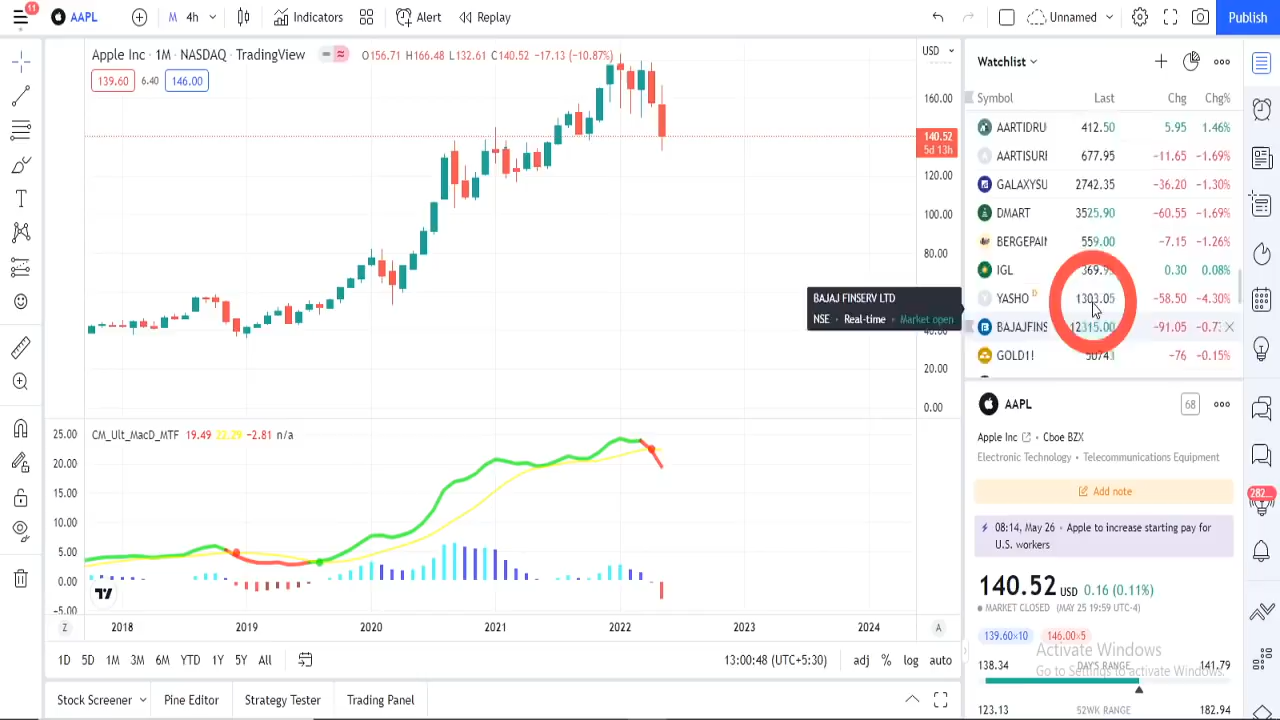 11
AAPL
M 4h
Indicators
Alert
Replay
Unnamed
Publish
Apple Inc · 1M · NASDAQ · TradingView
O156.71 H166.48 L132.61 C140.52 −17.13 (−10.87%)
139.60 6.40 146.00
USD
160.00
140.52
5d 13h
120.00
100.00
80.00
40.00
20.00
0.00
CM_Ult_MacD_MTF 19.49 22.29 −2.81 n/a
25.00
20.00
15.00
10.00
5.00
0.00
−5.00
Z 2018 2019 2020 2021 2022 2023 2024 A
1D 5D 1M 3M 6M YTD 1Y 5Y All
13:00:48 (UTC+5:30) adj % log auto
Stock Screener Pine Editor Strategy Tester Trading Panel
BAJAJ FINSERV LTD
NSE · Real-time · Market open
Watchlist
Symbol Last Chg Chg%
AARTIDRU 412.50 5.95 1.46%
AARTISURI 677.95 −11.65 −1.69%
GALAXYSU 2742.35 −36.20 −1.30%
DMART 3525.90 −60.55 −1.69%
BERGEPAIN 559.00 −7.15 −1.26%
IGL 0.30 0.08%
YASHO D 1303.05 −58.50 −4.30%
BAJAJFINS 12315.00 −91.05
GOLD1! −76 −0.15%
AAPL
68
Apple Inc · Cboe BZX
Electronic Technology · Telecommunications Equipment
Add note
08:14, May 26 · Apple to increase starting pay for
U.S. workers
140.52 USD 0.16 (0.11%)
MARKET CLOSED (MAY 25 19:59 UTC-4)
139.60×10 146.00×5
Activate Windows
138.34 DAYS RANGE 141.79
Go to Settings to activate Windows.
123.13 52WK RANGE 182.94
282